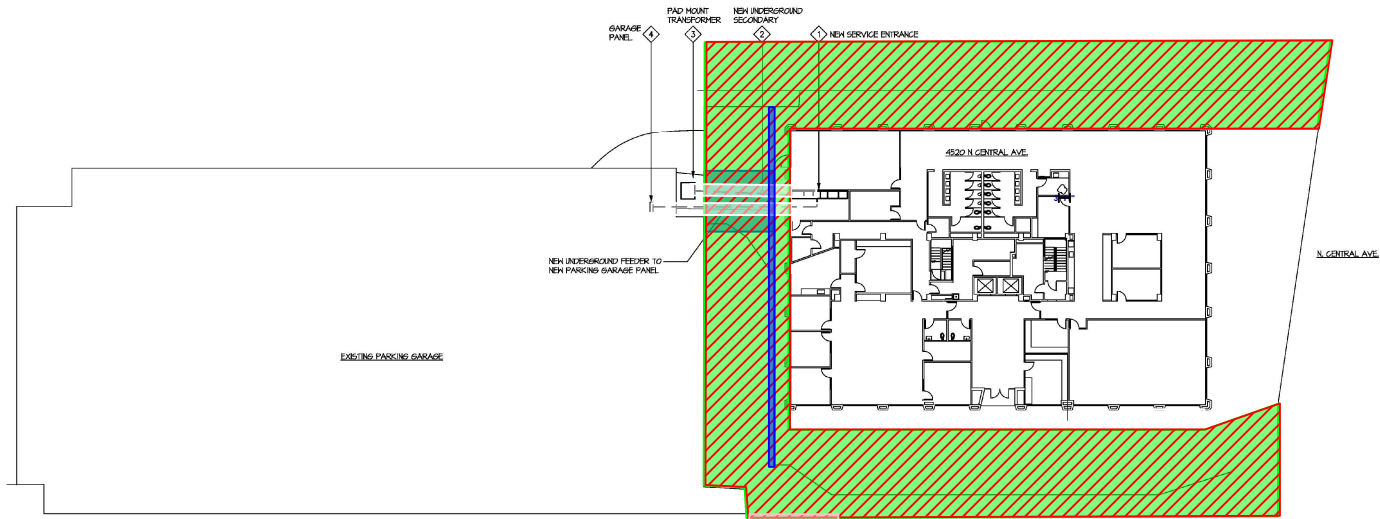 PAD MOUNT
TRANSFORMER
NEW UNDERGROUND
SECONDARY
GARAGE
PANEL
4
3
2
1
NEW SERVICE ENTRANCE
4520 N CENTRAL AVE.
N. CENTRAL AVE.
NEW UNDERGROUND FEEDER TO
NEW PARKING GARAGE PANEL
EXISTING PARKING GARAGE